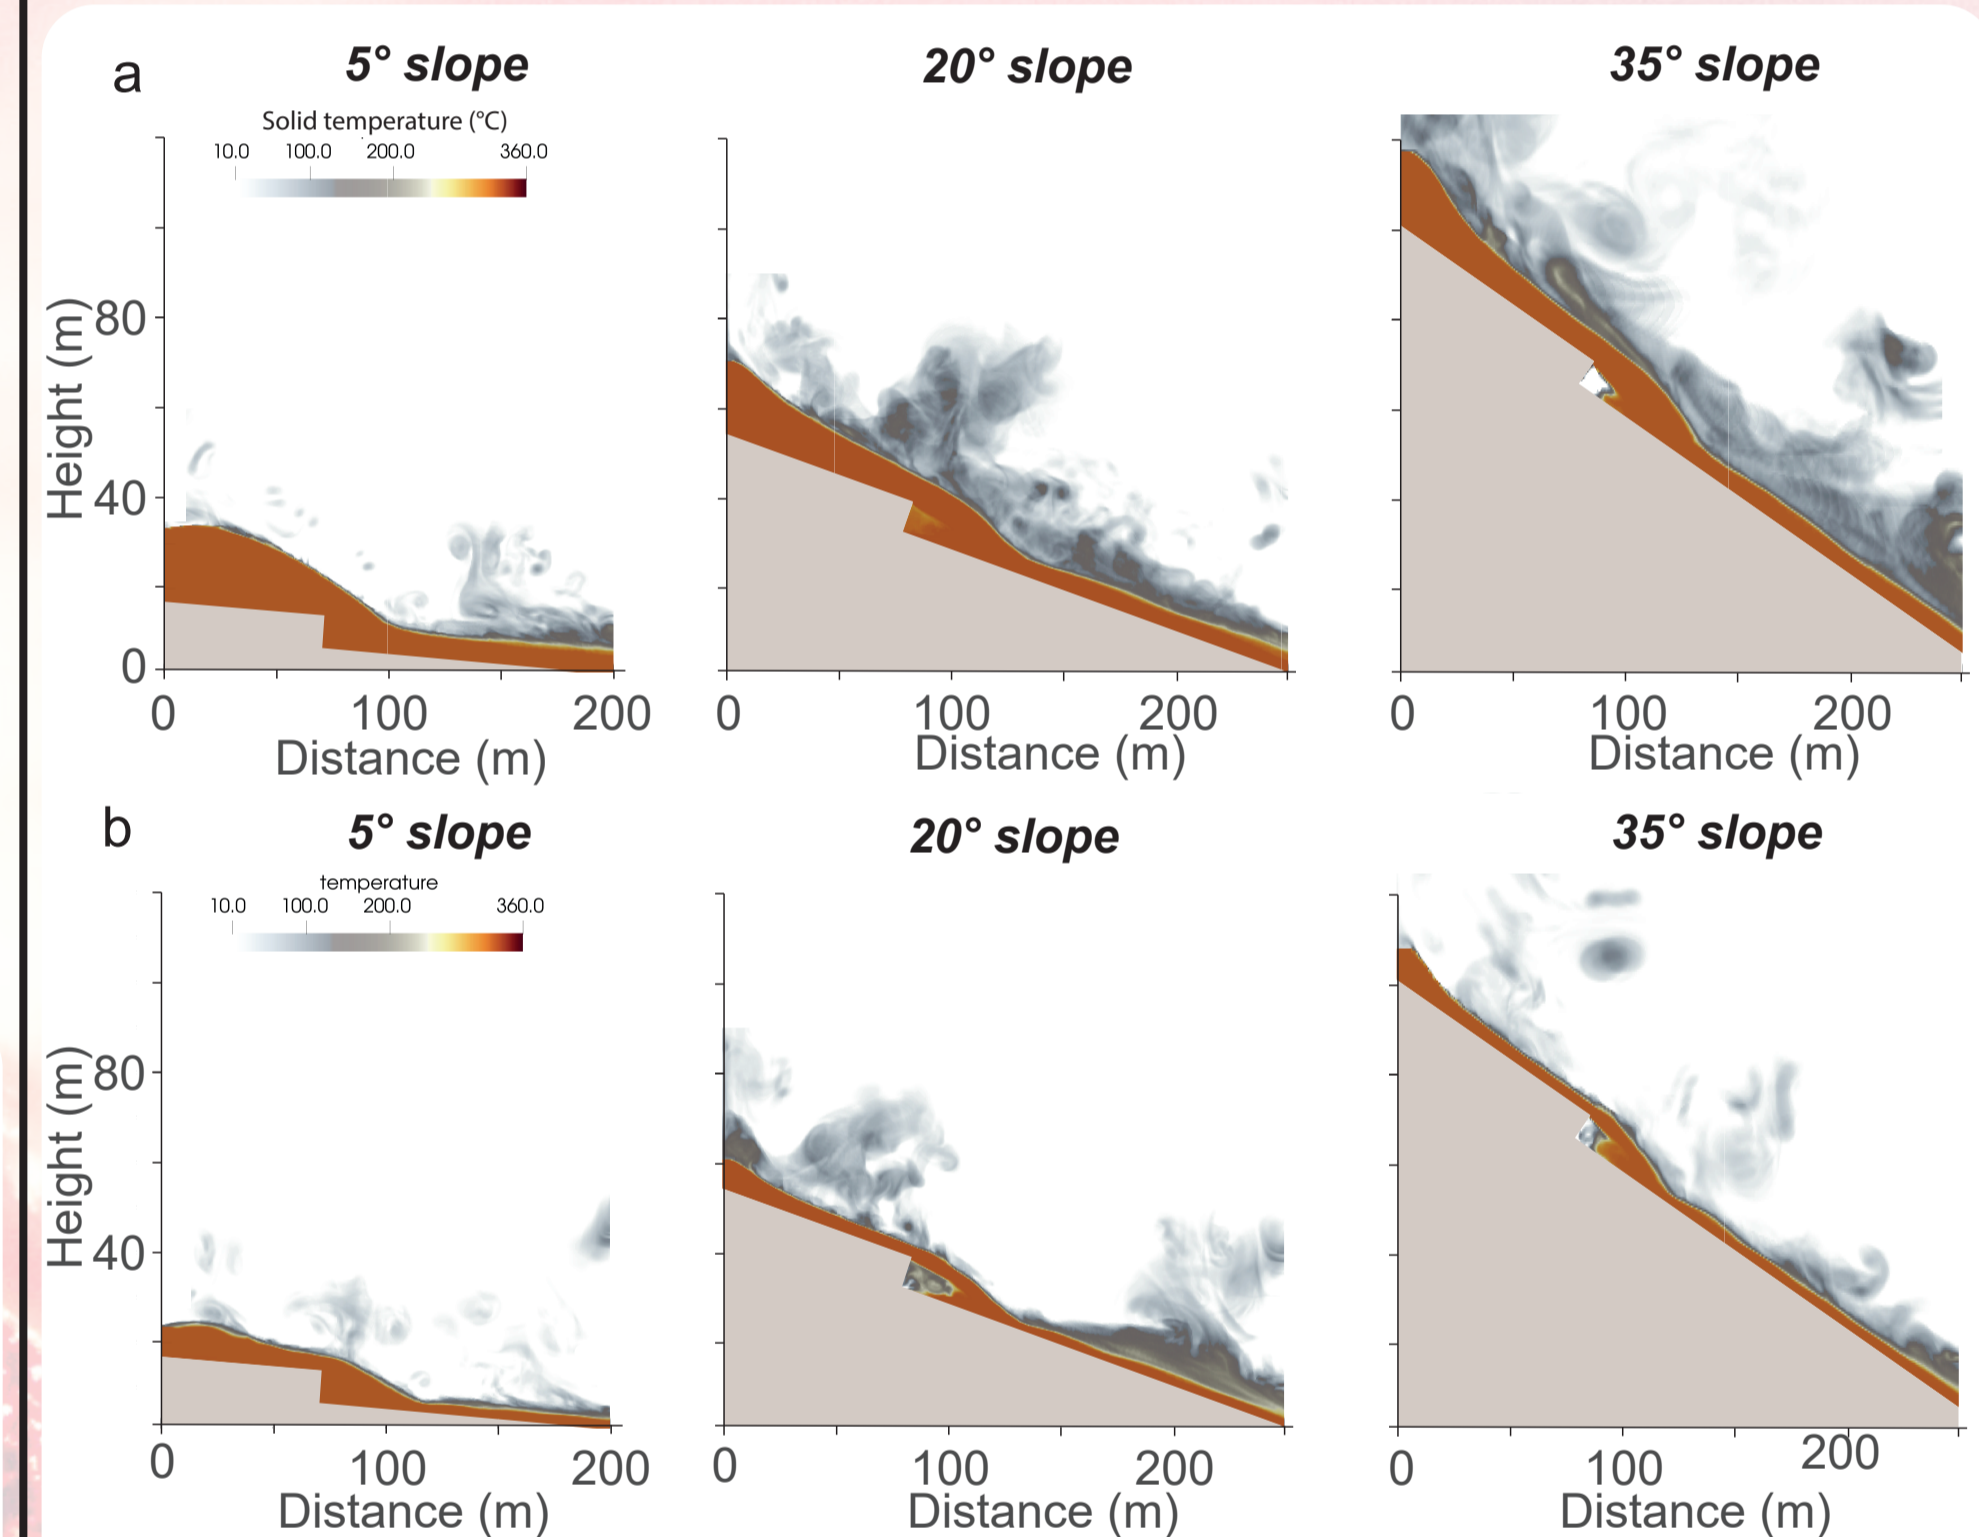 a
5° slope
20° slope
35° slope
Solid temperature (°C)
10.0 100.0 200.0 360.0
Height (m)
80
40
0
0 100 200
Distance (m)
0 100 200
Distance (m)
0 100 200
Distance (m)
b
5° slope
20° slope
35° slope
temperature
10.0 100.0 200.0 360.0
Height (m)
80
40
0 100 200
Distance (m)
0 100 200
Distance (m)
0 100 200
Distance (m)